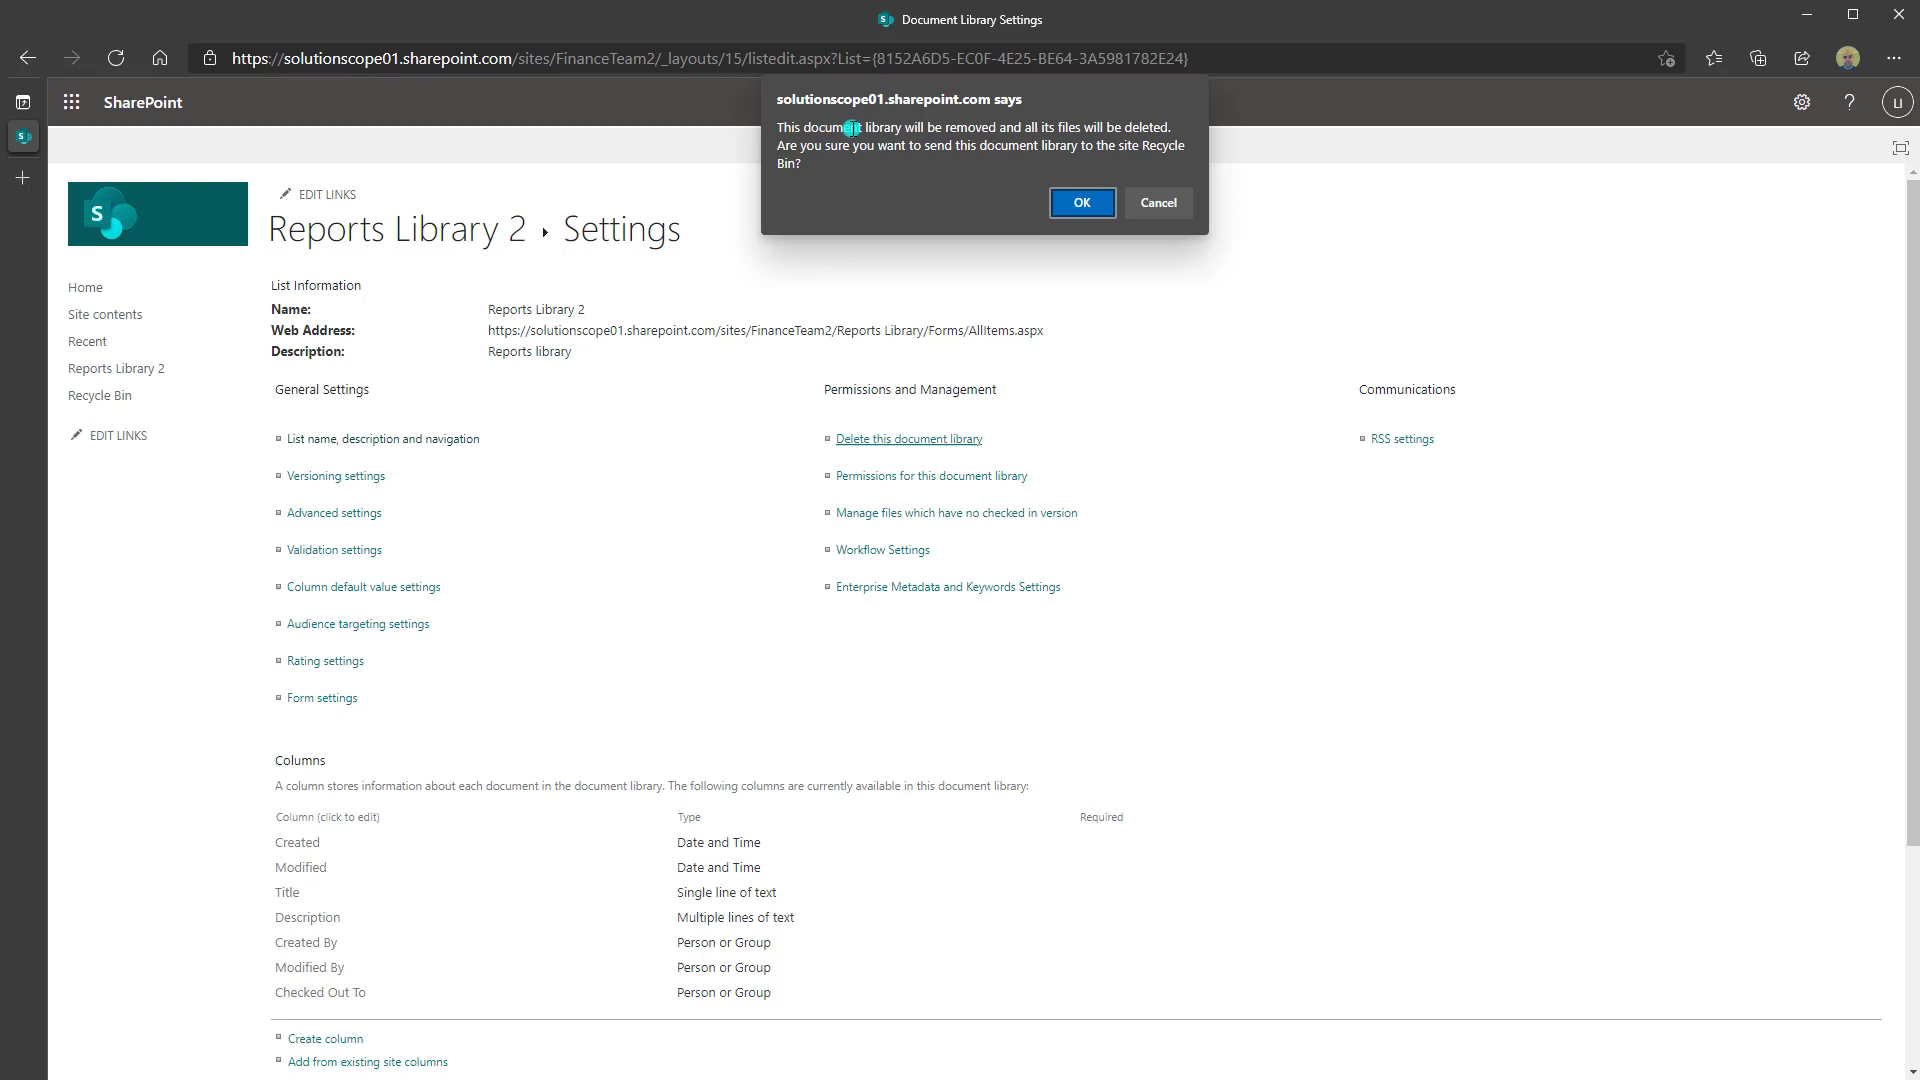 Document Library Settings
https://solutionscope01.sharepoint.com/sites/FinanceTeam2/_layouts/15/listedit.aspx?List={8152A6D5-EC0F-4E25-BE64-3A5981782E24}
SharePoint
LI
solutionscope01.sharepoint.com says
This document library will be removed and all its files will be deleted.
Are you sure you want to send this document library to the site Recycle
Bin?
OK
Cancel
S
EDIT LINKS
Reports Library 2 ▸ Settings
Home
Site contents
Recent
Reports Library 2
Recycle Bin
EDIT LINKS
List Information
Name: Reports Library 2
Web Address: https://solutionscope01.sharepoint.com/sites/FinanceTeam2/Reports Library/Forms/AllItems.aspx
Description: Reports library
General Settings
List name, description and navigation
Versioning settings
Advanced settings
Validation settings
Column default value settings
Audience targeting settings
Rating settings
Form settings
Permissions and Management
Delete this document library
Permissions for this document library
Manage files which have no checked in version
Workflow Settings
Enterprise Metadata and Keywords Settings
Communications
RSS settings
Columns
A column stores information about each document in the document library. The following columns are currently available in this document library:
Column (click to edit) Type Required
Created Date and Time
Modified Date and Time
Title Single line of text
Description Multiple lines of text
Created By Person or Group
Modified By Person or Group
Checked Out To Person or Group
Create column
Add from existing site columns